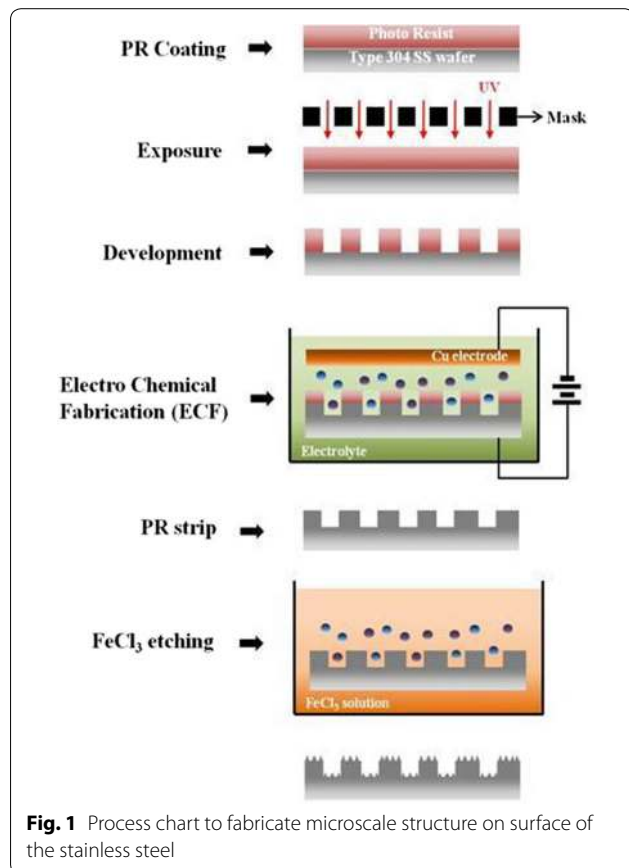 Photo Resist
PR Coating
Type 304 SS wafer
UV
Mask
Exposure
Development
Cu electrode
Electro Chemical
Fabrication (ECF)
Electrolyte
PR strip
FeCl₃ etching
FeCl₃ solution
Fig. 1 Process chart to fabricate microscale structure on surface of
the stainless steel